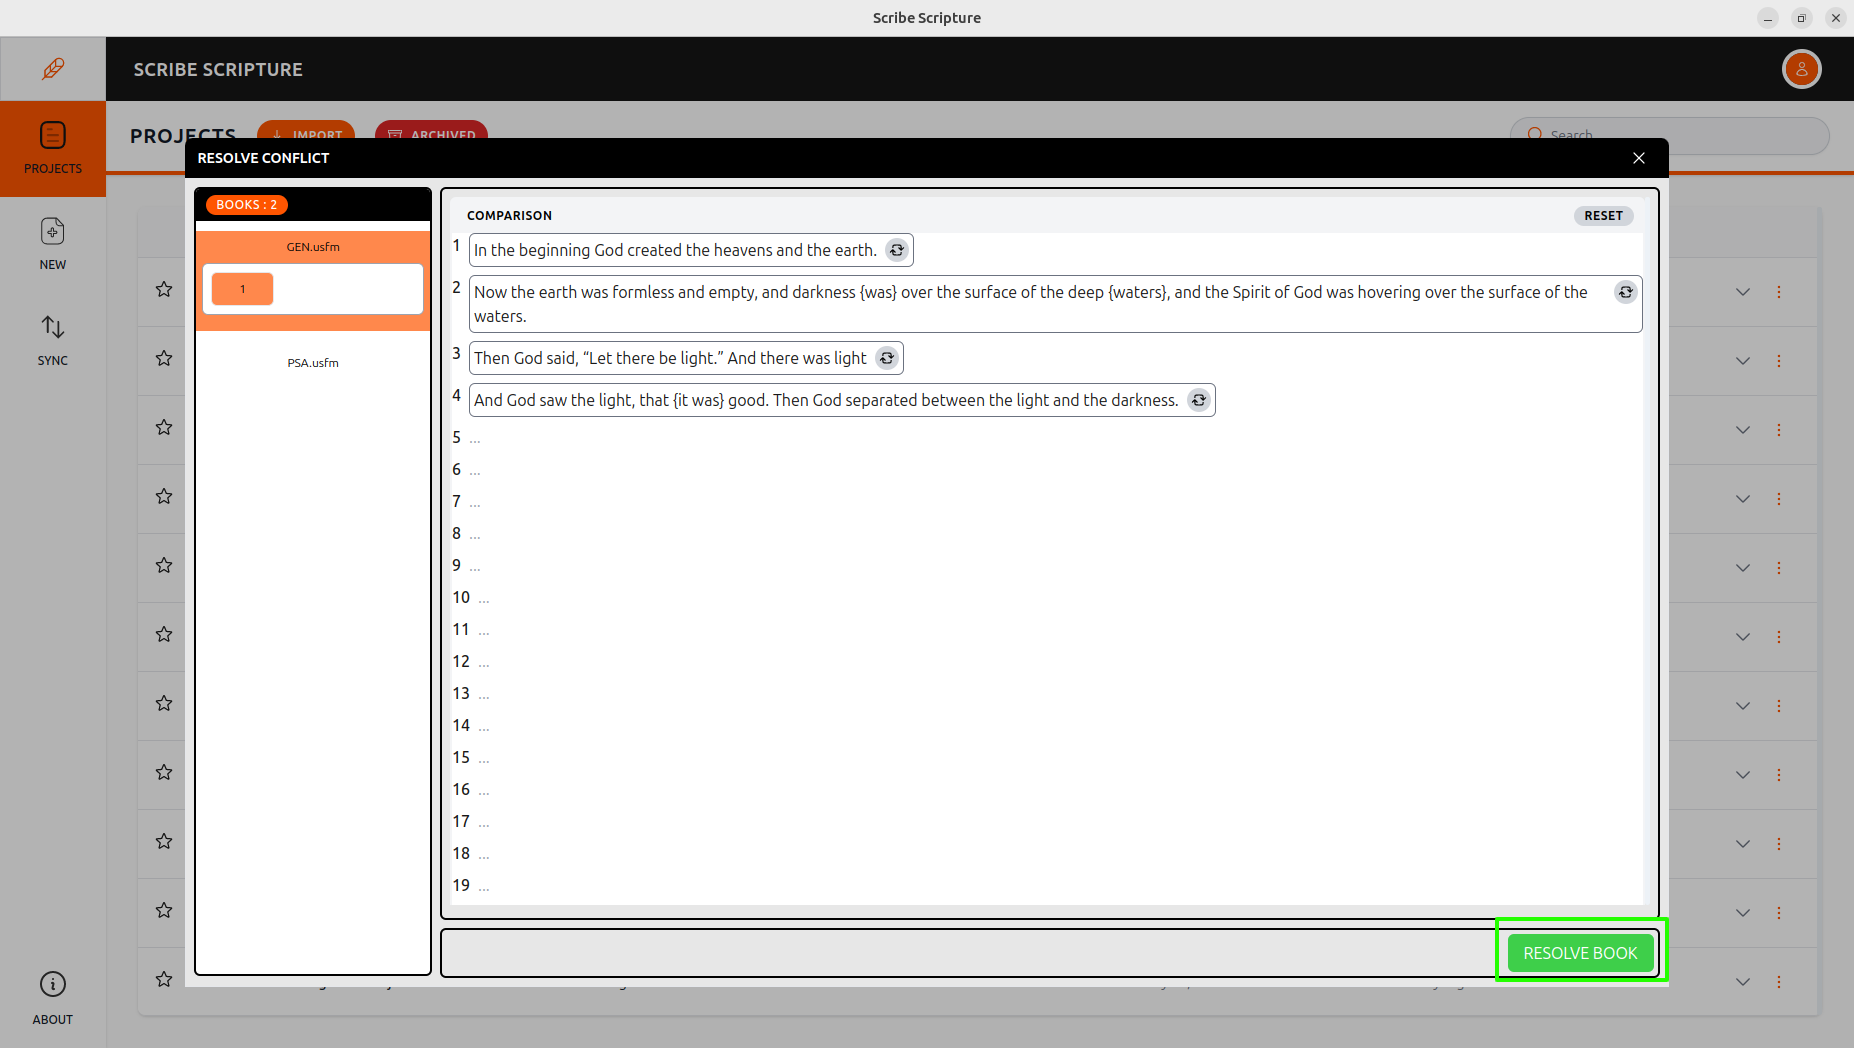 Scribe Scripture
SCRIBE SCRIPTURE
PROJECTS
IMPORT
ARCHIVED
Search
PROJECTS
NEW
SYNC
ABOUT
RESOLVE CONFLICT
BOOKS : 2
GEN.usfm
1
PSA.usfm
COMPARISON
RESET
1 In the beginning God created the heavens and the earth.
2 Now the earth was formless and empty, and darkness {was} over the surface of the deep {waters}, and the Spirit of God was hovering over the surface of the
waters.
3 Then God said, “Let there be light.” And there was light
4 And God saw the light, that {it was} good. Then God separated between the light and the darkness.
5 ...
6 ...
7 ...
8 ...
9 ...
10 ...
11 ...
12 ...
13 ...
14 ...
15 ...
16 ...
17 ...
18 ...
19 ...
RESOLVE BOOK